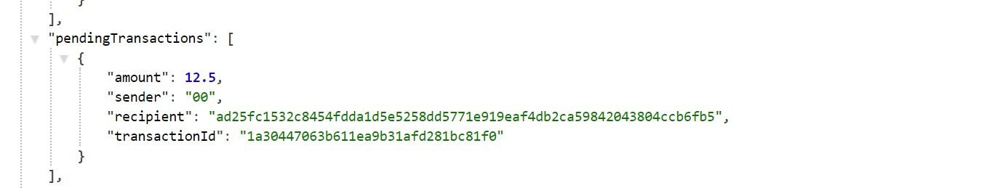 }
],
"pendingTransactions": [
{
"amount": 12.5,
"sender": "00",
"recipient": "ad25fc1532c8454fdda1d5e5258dd5771e919eaf4db2ca59842043804ccb6fb5",
"transactionId": "1a30447063b611ea9b31afd281bc81f0"
}
],